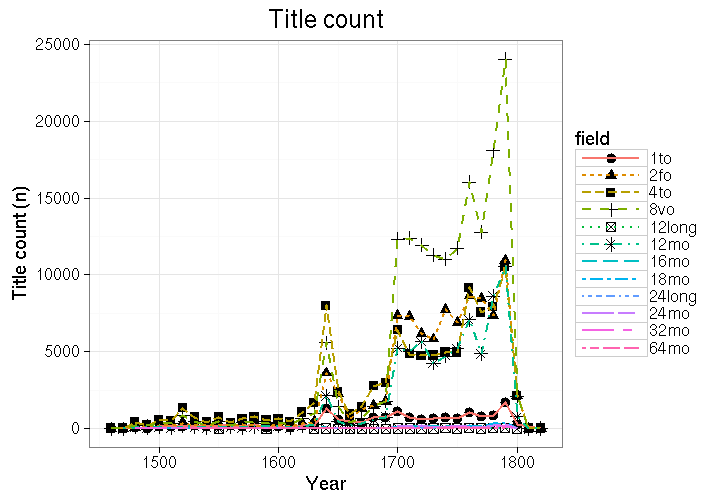 Title count
Title count (n)
25000
20000
15000
10000
5000
0
1500
1600
1700
1800
Year
field
1to
2fo
4to
8vo
12long
12mo
16mo
18mo
24long
24mo
32mo
64mo